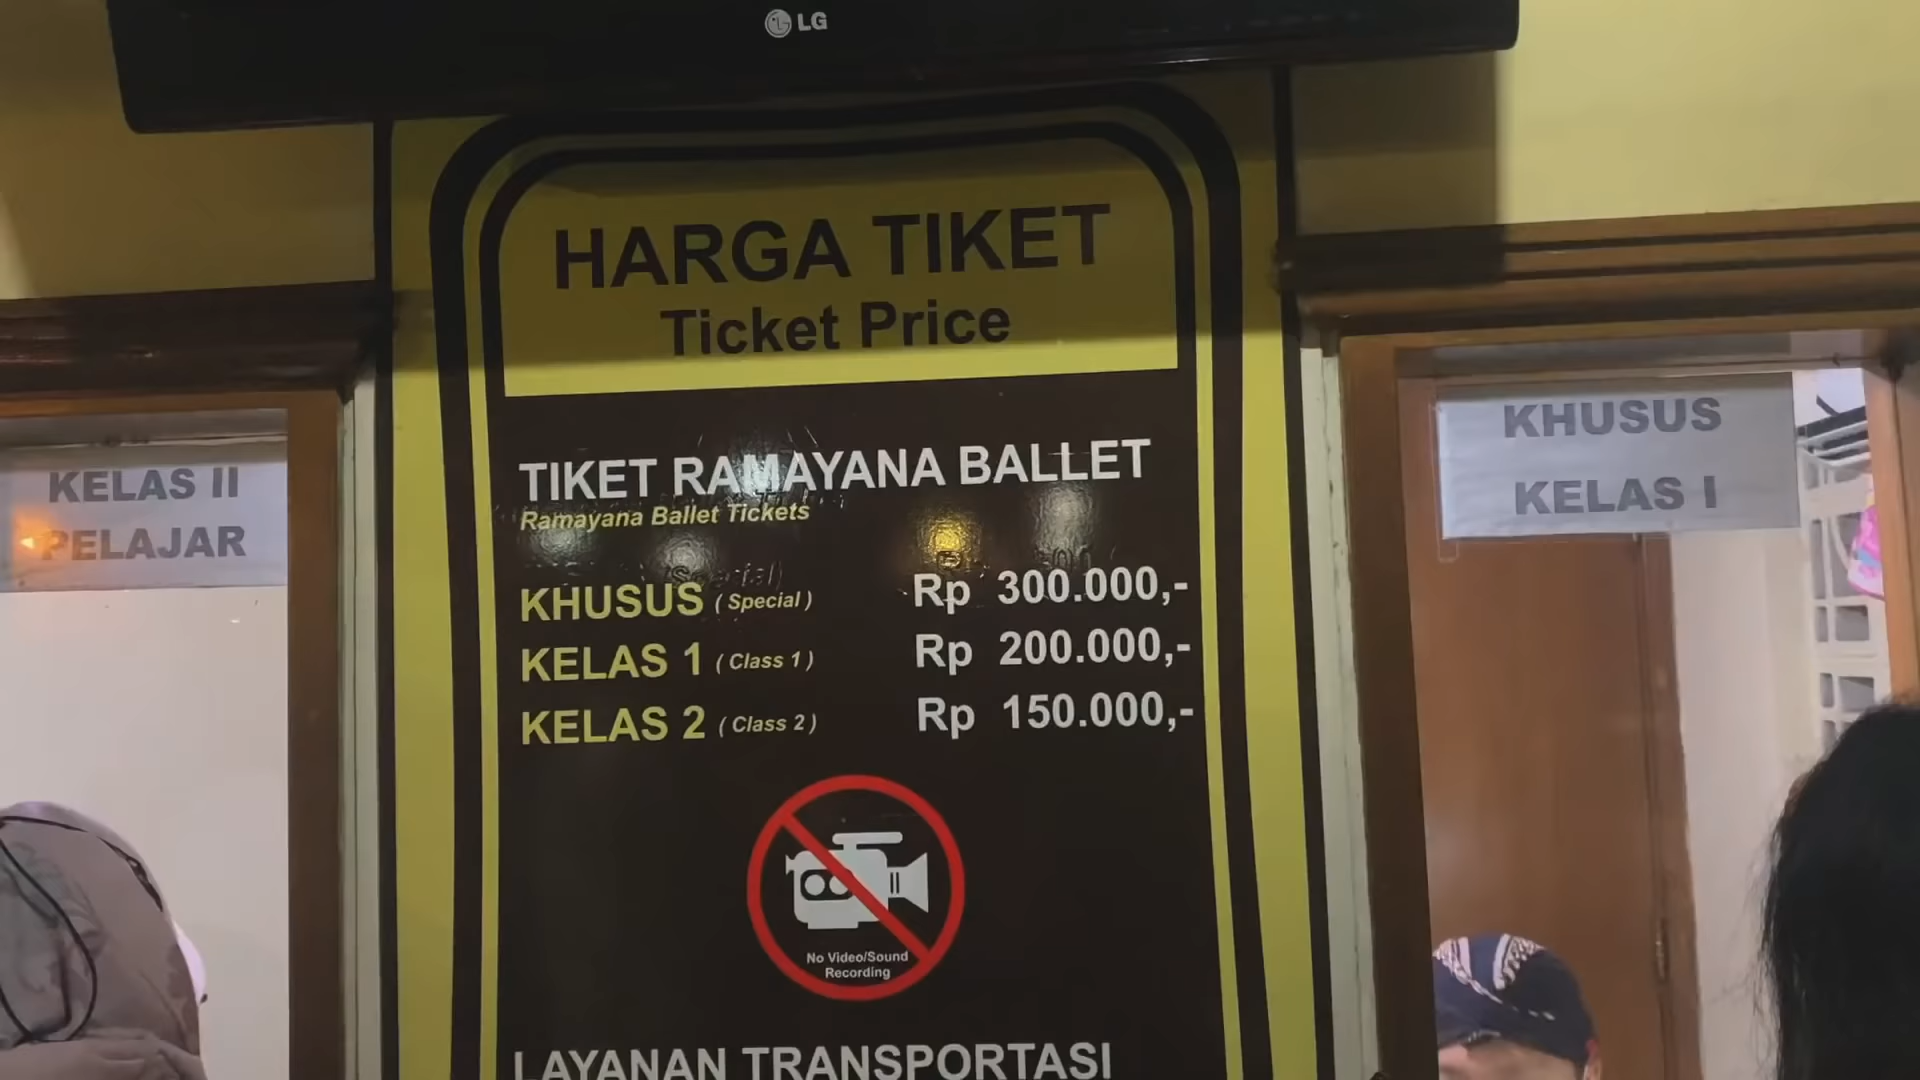 LG
HARGA TIKET
Ticket Price
TIKET RAMAYANA BALLET
Ramayana Ballet Tickets
KHUSUS (Special) Rp 300.000,-
KELAS 1 (Class 1) Rp 200.000,-
KELAS 2 (Class 2) Rp 150.000,-
No Video/Sound
Recording
LAYANAN TRANSPORTASI
KELAS II
PELAJAR
KHUSUS
KELAS I